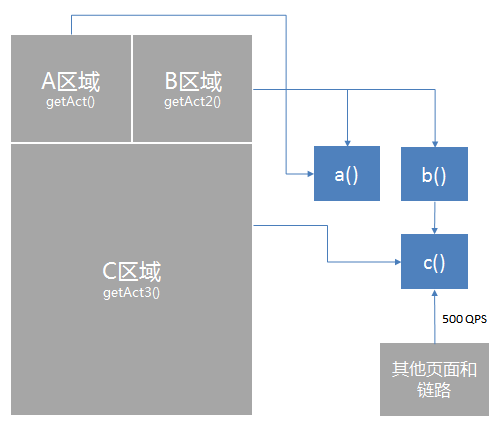 A区域
getAct()
B区域
getAct2()
a()
b()
C区域
getAct3()
c()
500 QPS
其他页面和
链路